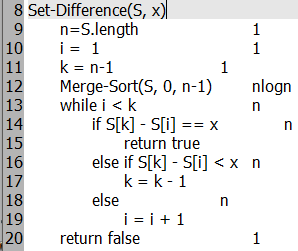 8 Set-Difference(S, x)
9 n=S.length 1
10 i = 1 1
11 k = n-1 1
12 Merge-Sort(S, 0, n-1) nlogn
13 while i < k n
14 if S[k] - S[i] == x n
15 return true
16 else if S[k] - S[i] < x n
17 k = k - 1
18 else n
19 i = i + 1
20 return false 1